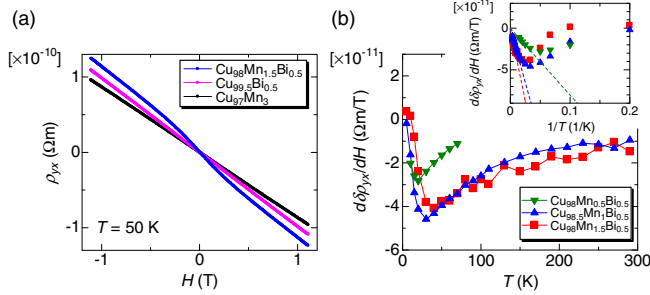 (a)
[×10⁻¹⁰]
1
0
-1
ρyx (Ωm)
Cu98Mn1.5Bi0.5
Cu99.5Bi0.5
Cu97Mn3
T = 50 K
-1
0
1
H (T)
(b)
[×10⁻¹¹]
2
0
-2
-4
-6
dδρyx/dH (Ωm/T)
0
100
200
300
T (K)
Cu98Mn0.5Bi0.5
Cu98.5Mn1Bi0.5
Cu98Mn1.5Bi0.5
[×10⁻¹¹]
0
-5
dδρyx/dH (Ωm/T)
0.0
0.1
0.2
1/T (1/K)